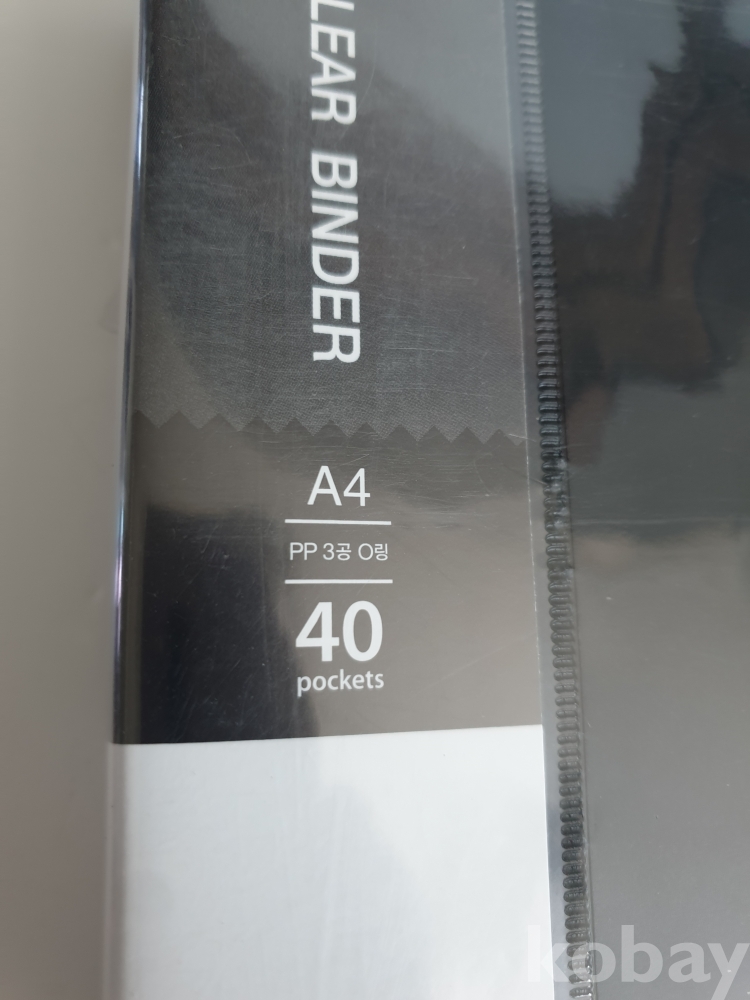 LEAR BINDER
A4
PP 3공 O링
40
pockets
kobay